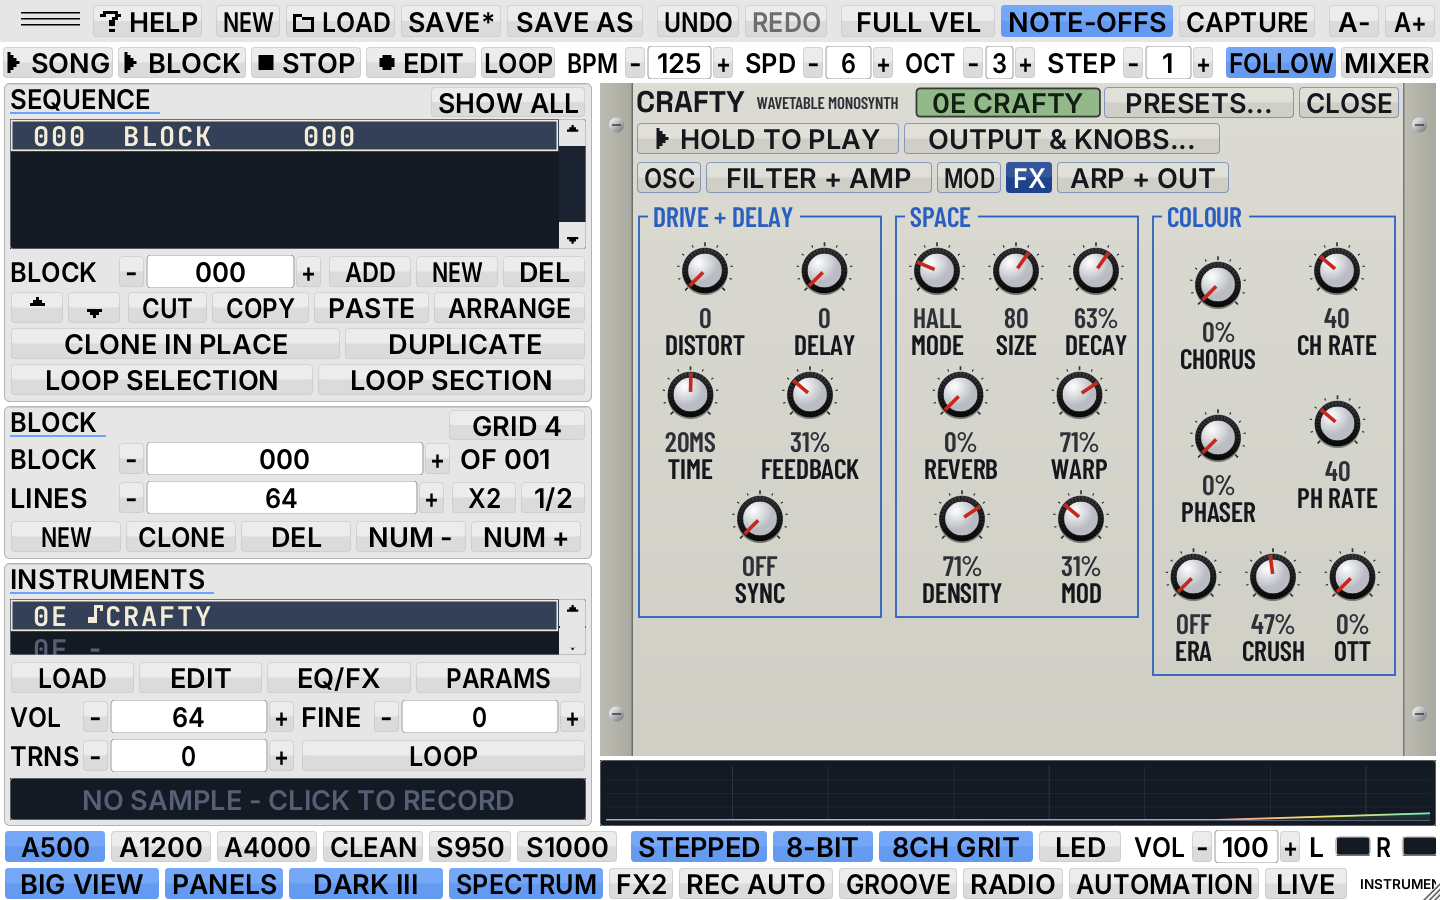 ? HELP NEW LOAD SAVE* SAVE AS UNDO REDO FULL VEL NOTE-OFFS CAPTURE A- A+
SONG BLOCK STOP EDIT LOOP BPM - 125 + SPD - 6 + OCT - 3 + STEP - 1 + FOLLOW MIXER
SEQUENCE SHOW ALL
000 BLOCK 000
BLOCK - 000 + ADD NEW DEL
CUT COPY PASTE ARRANGE
CLONE IN PLACE DUPLICATE
LOOP SELECTION LOOP SECTION
BLOCK GRID 4
BLOCK - 000 + OF 001
LINES - 64 + X2 1/2
NEW CLONE DEL NUM - NUM +
INSTRUMENTS
0E CRAFTY
LOAD EDIT EQ/FX PARAMS
VOL - 64 + FINE - 0 +
TRNS - 0 + LOOP
NO SAMPLE - CLICK TO RECORD
CRAFTY WAVETABLE MONOSYNTH 0E CRAFTY PRESETS... CLOSE
HOLD TO PLAY OUTPUT & KNOBS...
OSC FILTER + AMP MOD FX ARP + OUT
DRIVE + DELAY
0 0
DISTORT DELAY
20MS 31%
TIME FEEDBACK
OFF
SYNC
SPACE
HALL 80 63%
MODE SIZE DECAY
0% 71%
REVERB WARP
71% 31%
DENSITY MOD
COLOUR
0% 40
CHORUS CH RATE
0% 40
PHASER PH RATE
OFF 47% 0%
ERA CRUSH OTT
A500 A1200 A4000 CLEAN S950 S1000 STEPPED 8-BIT 8CH GRIT LED VOL - 100 + L R
BIG VIEW PANELS DARK III SPECTRUM FX2 REC AUTO GROOVE RADIO AUTOMATION LIVE